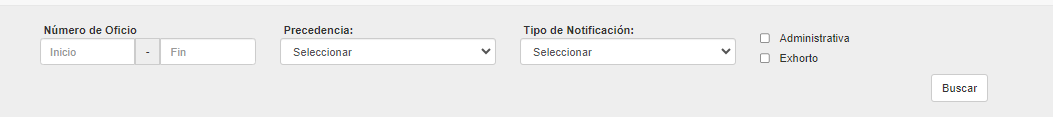 Número de Oficio
Inicio - Fin
Precedencia:
Seleccionar
Tipo de Notificación:
Seleccionar
Administrativa
Exhorto
Buscar